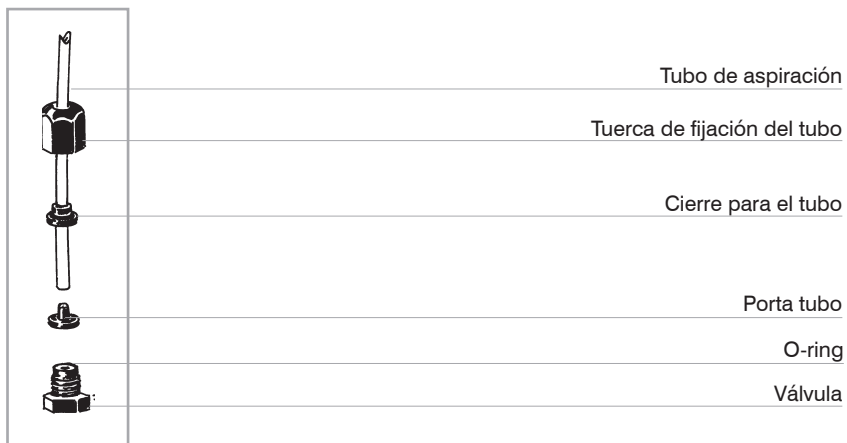 Tubo de aspiración
Tuerca de fijación del tubo
Cierre para el tubo
Porta tubo
O-ring
Válvula